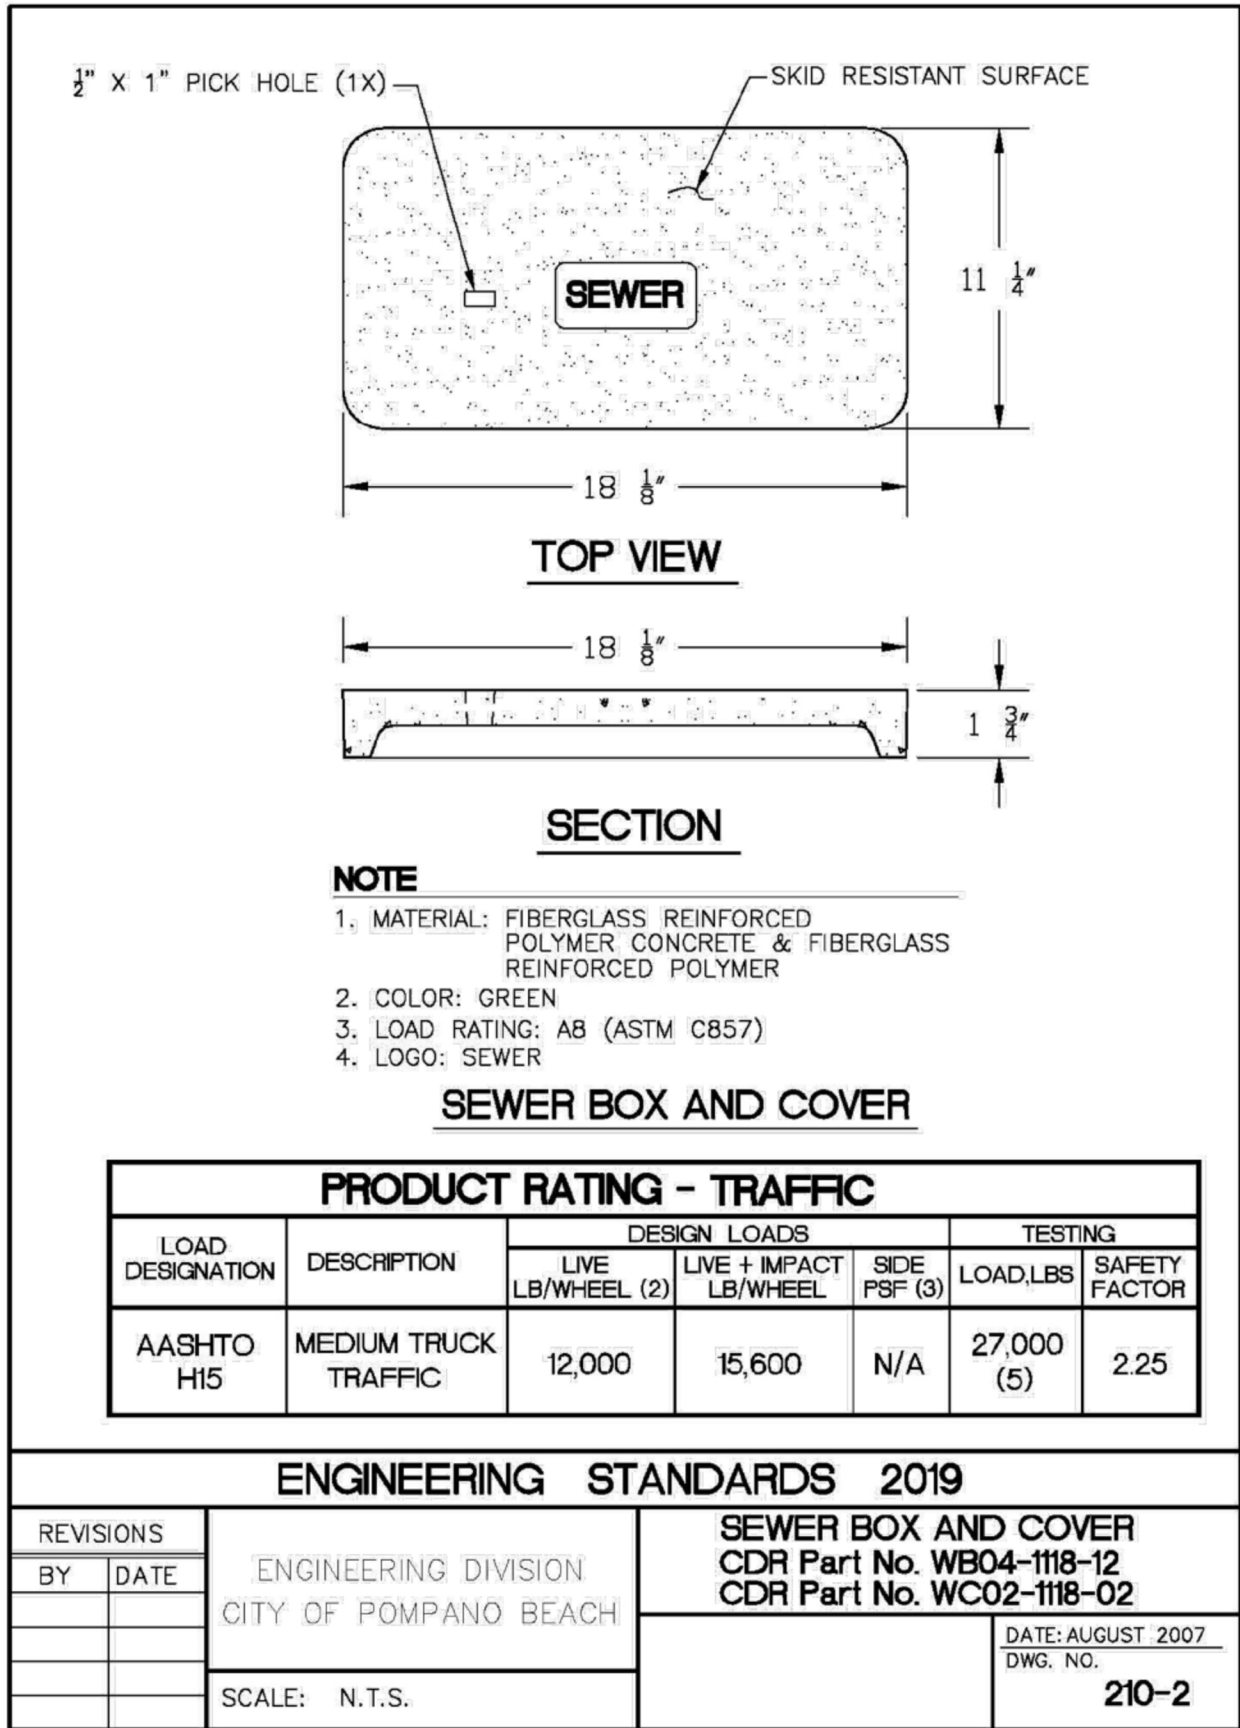 ½" X 1" PICK HOLE (1X)
SKID RESISTANT SURFACE
SEWER
11 ¼"
18 ⅛"
TOP VIEW
18 ⅛"
1 ¾"
SECTION
NOTE
1. MATERIAL: FIBERGLASS REINFORCED
POLYMER CONCRETE & FIBERGLASS
REINFORCED POLYMER
2. COLOR: GREEN
3. LOAD RATING: A8 (ASTM C857)
4. LOGO: SEWER
SEWER BOX AND COVER
PRODUCT RATING - TRAFFIC
LOAD
DESIGNATION
DESCRIPTION
DESIGN LOADS
TESTING
LIVE
LB/WHEEL (2)
LIVE + IMPACT
LB/WHEEL
SIDE
PSF (3)
LOAD,LBS
SAFETY
FACTOR
AASHTO
H15
MEDIUM TRUCK
TRAFFIC
12,000
15,600
N/A
27,000
(5)
2.25
ENGINEERING STANDARDS 2019
REVISIONS
BY DATE
ENGINEERING DIVISION
CITY OF POMPANO BEACH
SCALE: N.T.S.
SEWER BOX AND COVER
CDR Part No. WB04-1118-12
CDR Part No. WC02-1118-02
DATE: AUGUST 2007
DWG. NO.
210-2